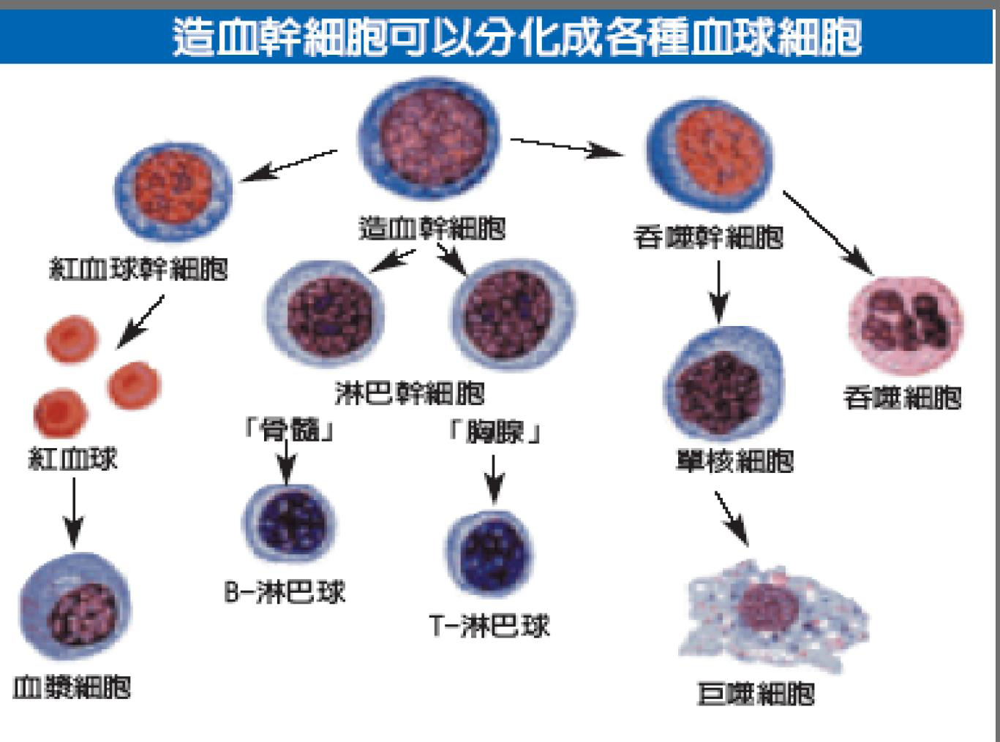 造血幹細胞可以分化成各種血球細胞
造血幹細胞
吞噬幹細胞
紅血球幹細胞
淋巴幹細胞
吞噬細胞
「骨髓」
「胸腺」
紅血球
單核細胞
B-淋巴球
T-淋巴球
血漿細胞
巨噬細胞